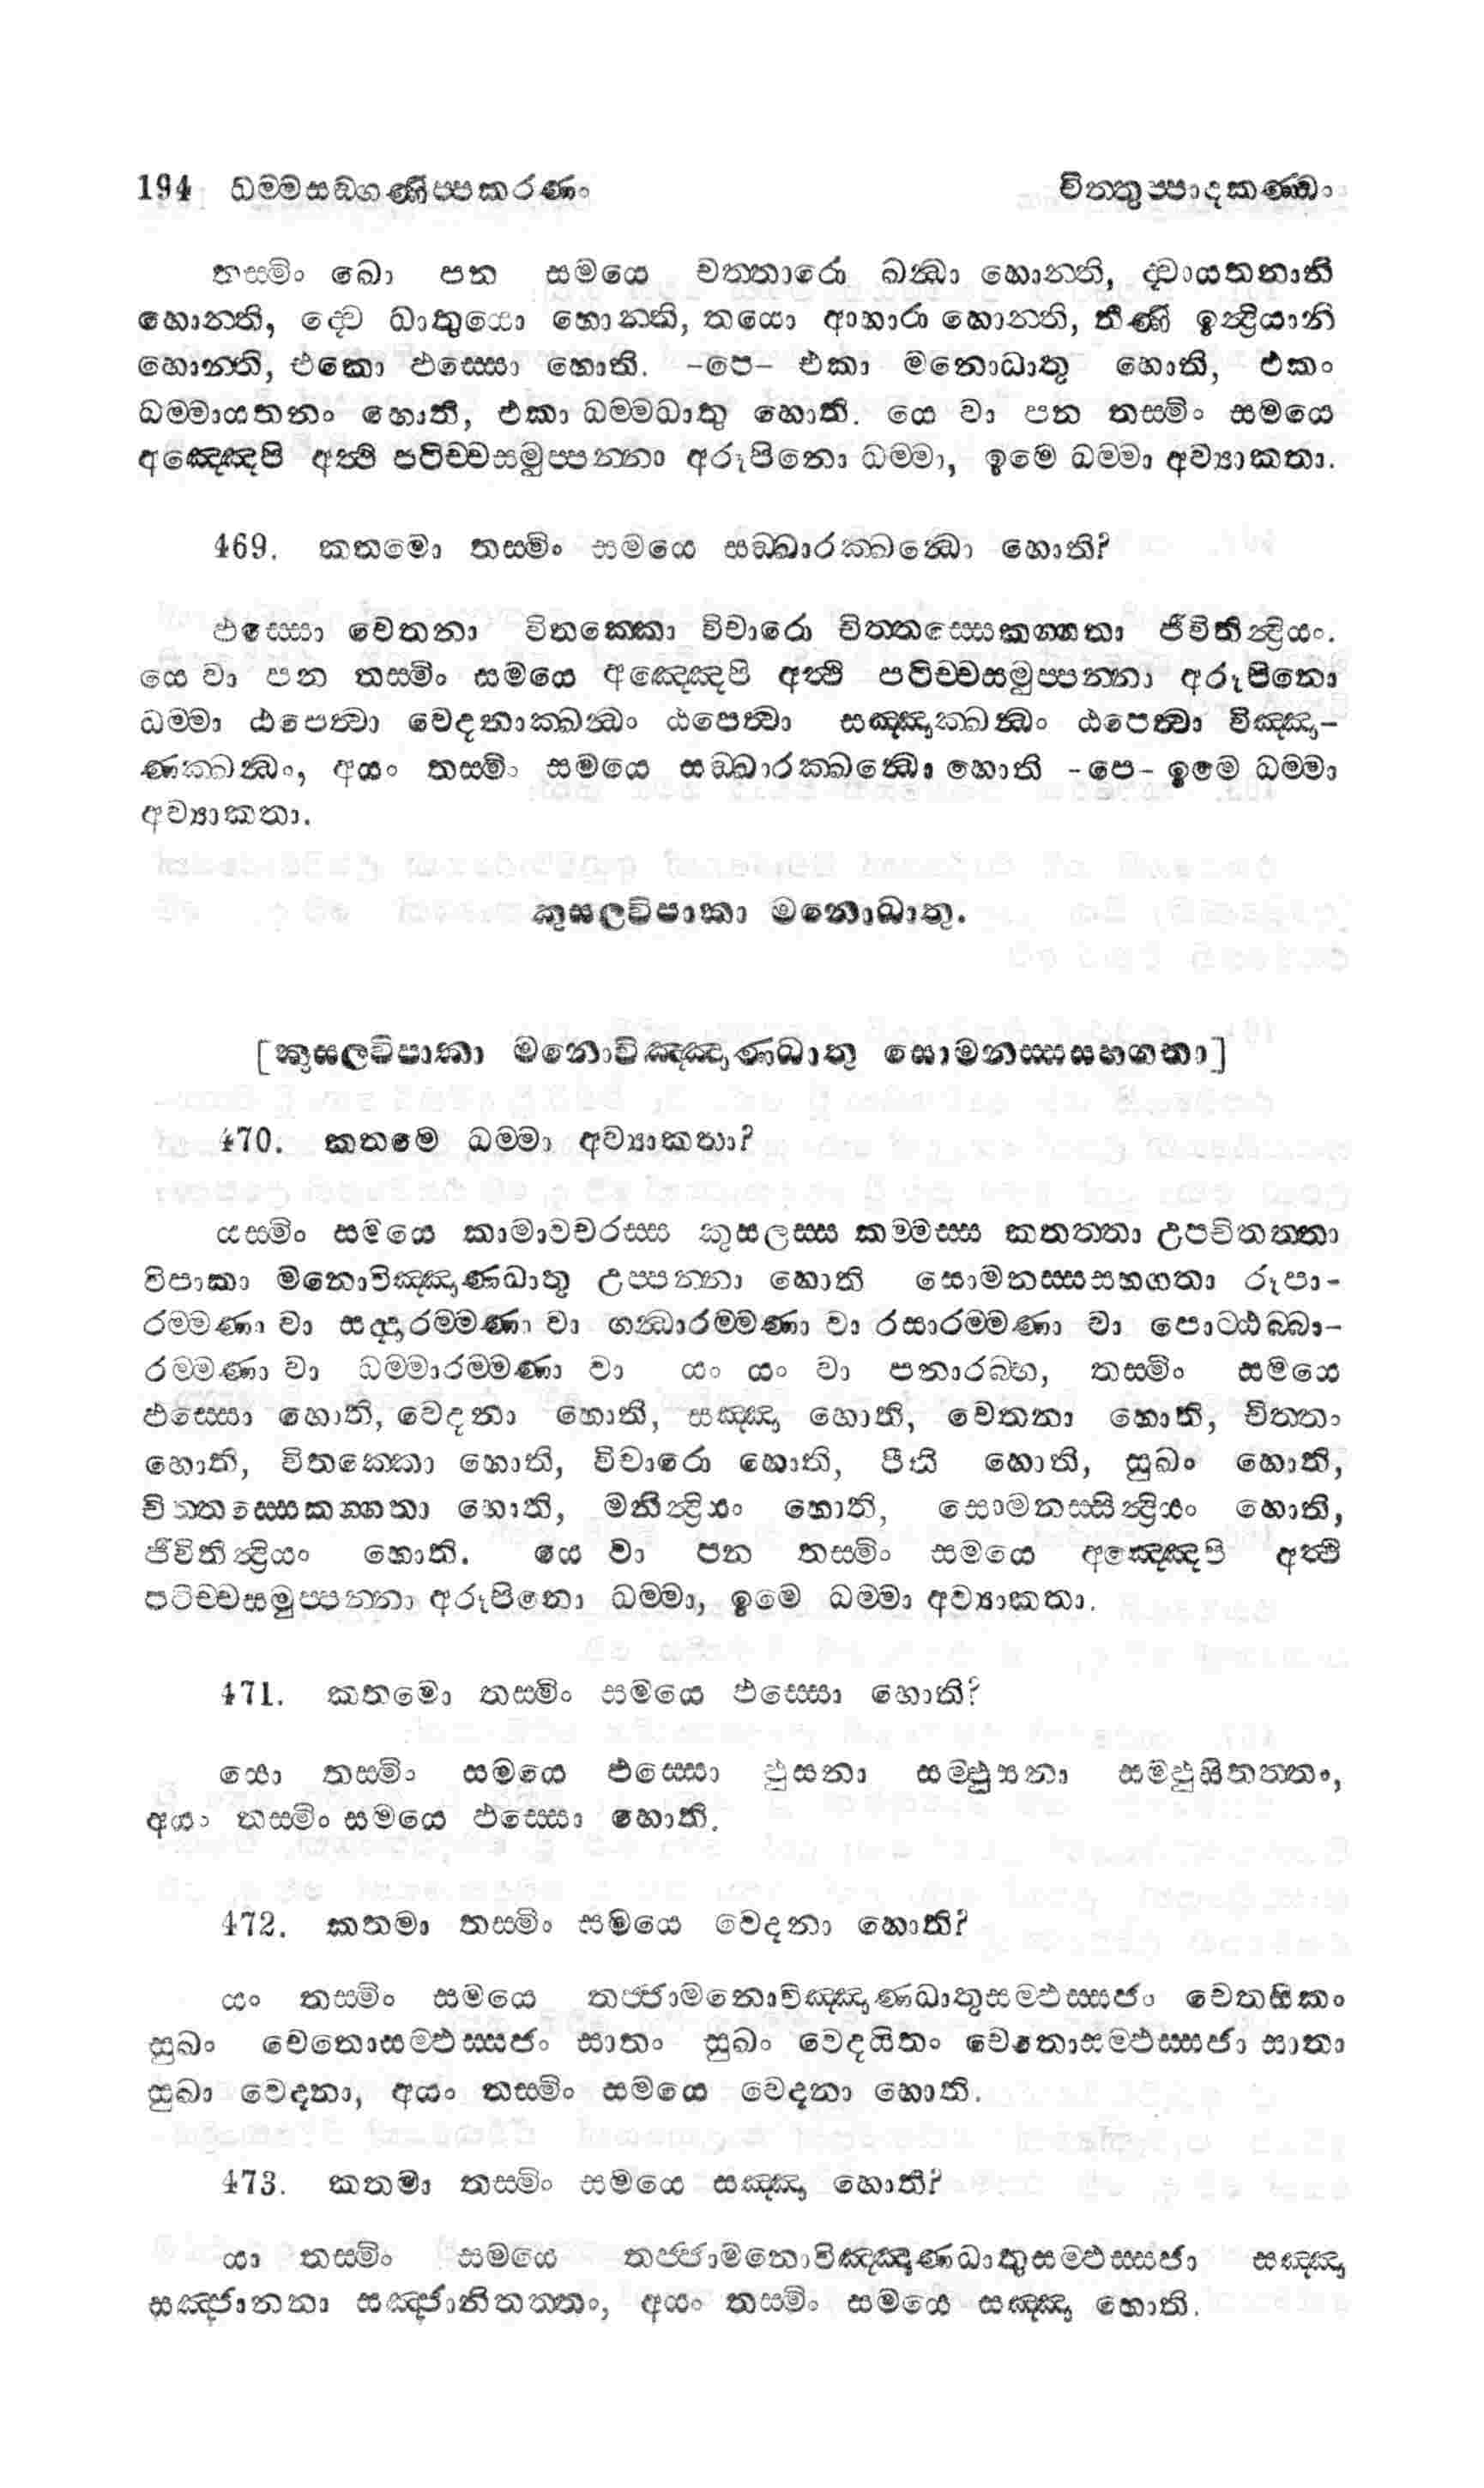 194 ධම්මසඞ්ගණිප්පකරණං චිත්තුප්පාදකණ්ඩං
තස්මිං ඛො පන සමයෙ චත්තාරො ඛන්ධා හොන්ති, ද්වායතනානි
හොන්ති, ද්වෙ ධාතුයො හොන්ති, තයො ආහාරා හොන්ති, තීණි ඉන්ද්‍රියානි
හොන්ති, එකො ඵස්සො හොති. -පෙ- එකා මනොධාතු හොති, එකං
ධම්මායතනං හොති, එකා ධම්මධාතු හොති. යෙ වා පන තස්මිං සමයෙ
අඤ්ඤෙපි අත්ථි පටිච්චසමුප්පන්නා අරූපිනො ධම්මා, ඉමෙ ධම්මා අව්‍යාකතා.
469. කතමො තස්මිං සමයෙ සඞ්ඛාරක්ඛන්ධො හොති?
ඵස්සො චෙතනා විතක්කො විචාරො චිත්තස්සෙකග්ගතා ජීවිතින්ද්‍රියං.
යෙ වා පන තස්මිං සමයෙ අඤ්ඤෙපි අත්ථි පටිච්චසමුප්පන්නා අරූපිනො
ධම්මා ඨපෙත්වා වෙදනාක්ඛන්ධං ඨපෙත්වා සඤ්ඤාක්ඛන්ධං ඨපෙත්වා විඤ්ඤා-
ණක්ඛන්ධං, අයං තස්මිං සමයෙ සඞ්ඛාරක්ඛන්ධො හොති -පෙ- ඉමෙ ධම්මා
අව්‍යාකතා.
කුසලවිපාකා මනොධාතු.
[කුසලවිපාකා මනොවිඤ්ඤාණධාතු සොමනස්සසහගතා]
470. කතමෙ ධම්මා අව්‍යාකතා?
යස්මිං සමයෙ කාමාවචරස්ස කුසලස්ස කම්මස්ස කතත්තා උපචිතත්තා
විපාකා මනොවිඤ්ඤාණධාතු උප්පන්නා හොති සොමනස්සසහගතා රූපා-
රම්මණා වා සද්දාරම්මණා වා ගන්ධාරම්මණා වා රසාරම්මණා වා පොට්ඨබ්බා-
රම්මණා වා ධම්මාරම්මණා වා යං යං වා පනාරබ්භ, තස්මිං සමයෙ
ඵස්සො හොති, වෙදනා හොති, සඤ්ඤා හොති, චෙතනා හොති, චිත්තං
හොති, විතක්කො හොති, විචාරො හොති, පීති හොති, සුඛං හොති,
චිත්තස්සෙකග්ගතා හොති, මනින්ද්‍රියං හොති, සොමනස්සින්ද්‍රියං හොති,
ජීවිතින්ද්‍රියං හොති. යෙ වා පන තස්මිං සමයෙ අඤ්ඤෙපි අත්ථි
පටිච්චසමුප්පන්නා අරූපිනො ධම්මා, ඉමෙ ධම්මා අව්‍යාකතා.
471. කතමො තස්මිං සමයෙ ඵස්සො හොති?
යො තස්මිං සමයෙ ඵස්සො ඵුසනා සම්ඵුසනා සම්ඵුසිතත්තං,
අයං තස්මිං සමයෙ ඵස්සො හොති.
472. කතමා තස්මිං සමයෙ වෙදනා හොති?
යං තස්මිං සමයෙ තජ්ජාමනොවිඤ්ඤාණධාතුසම්ඵස්සජං චෙතසිකං
සුඛං චෙතොසම්ඵස්සජං සාතං සුඛං වෙදයිතං චෙතොසම්ඵස්සජා සාතා
සුඛා වෙදනා, අයං තස්මිං සමයෙ වෙදනා හොති.
473. කතමා තස්මිං සමයෙ සඤ්ඤා හොති?
යා තස්මිං සමයෙ තජ්ජාමනොවිඤ්ඤාණධාතුසම්ඵස්සජා සඤ්ඤා
සඤ්ජානනා සඤ්ජානිතත්තං, අයං තස්මිං සමයෙ සඤ්ඤා හොති.